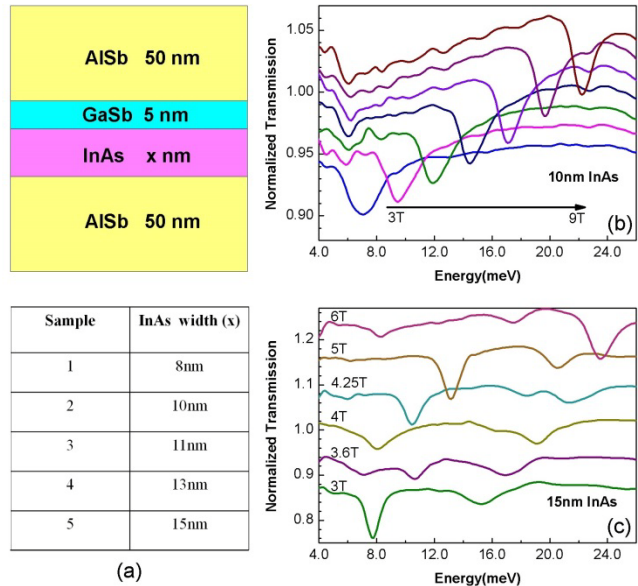 AlSb 50 nm
GaSb 5 nm
InAs x nm
AlSb 50 nm
Sample InAs width (x)
1 8nm
2 10nm
3 11nm
4 13nm
5 15nm
(a)
Normalized Transmission
1.05
1.00
0.95
0.90
10nm InAs
3T 9T
(b)
4.0 8.0 12.0 16.0 20.0 24.0
Energy(meV)
Normalized Transmission
1.2
1.1
1.0
0.9
0.8
6T
5T
4.25T
4T
3.6T
3T
15nm InAs
(c)
4.0 8.0 12.0 16.0 20.0 24.0
Energy(meV)